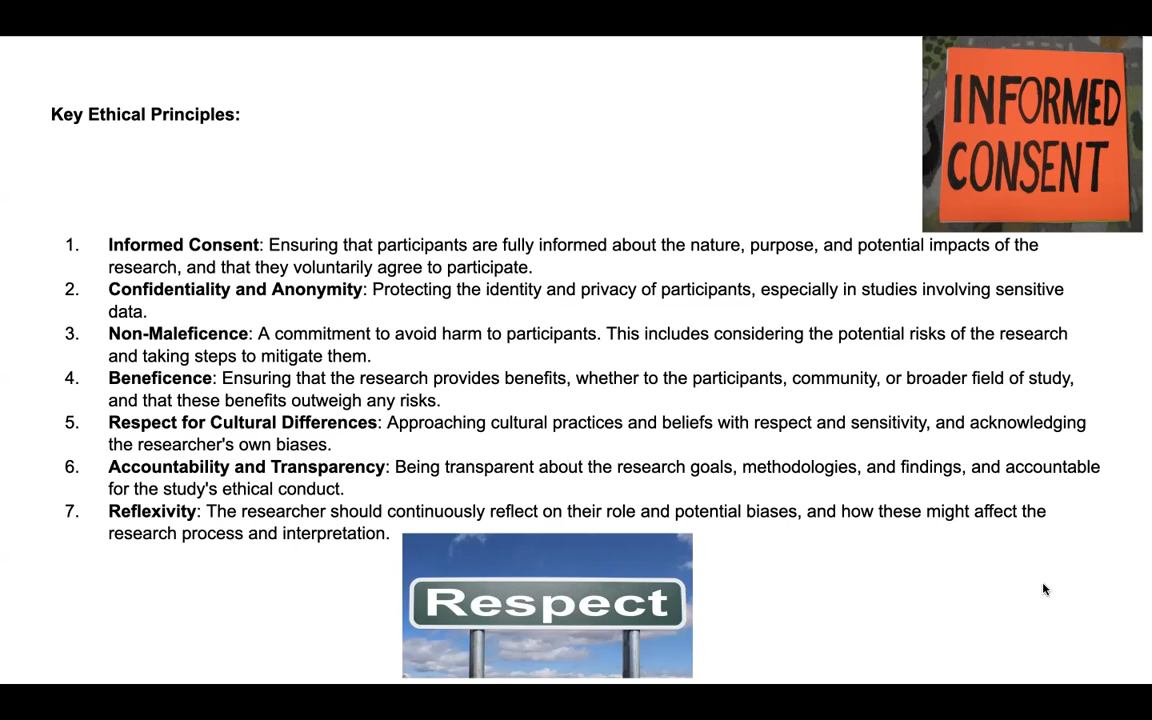 INFORMED
CONSENT
Key Ethical Principles:
1. Informed Consent: Ensuring that participants are fully informed about the nature, purpose, and potential impacts of the
research, and that they voluntarily agree to participate.
2. Confidentiality and Anonymity: Protecting the identity and privacy of participants, especially in studies involving sensitive
data.
3. Non-Maleficence: A commitment to avoid harm to participants. This includes considering the potential risks of the research
and taking steps to mitigate them.
4. Beneficence: Ensuring that the research provides benefits, whether to the participants, community, or broader field of study,
and that these benefits outweigh any risks.
5. Respect for Cultural Differences: Approaching cultural practices and beliefs with respect and sensitivity, and acknowledging
the researcher's own biases.
6. Accountability and Transparency: Being transparent about the research goals, methodologies, and findings, and accountable
for the study's ethical conduct.
7. Reflexivity: The researcher should continuously reflect on their role and potential biases, and how these might affect the
research process and interpretation.
Respect